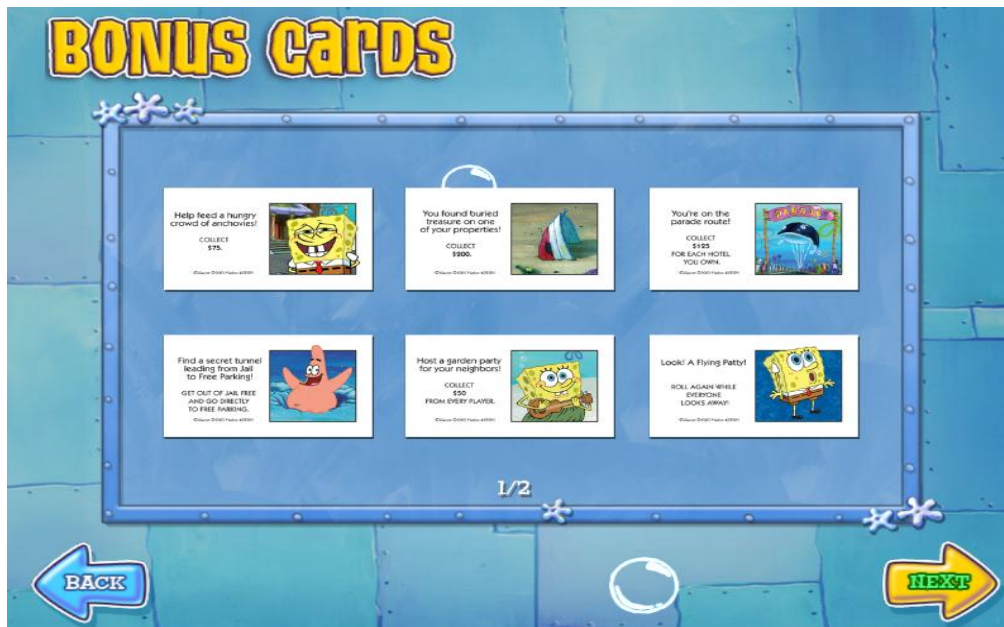 BONUS CARDS
Help feed a hungry
crowd of anchovies!
COLLECT
$75.
You found buried
treasure on one
of your properties!
COLLECT
$200.
You're on the
parade route!
COLLECT
$125
FOR EACH HOTEL
YOU OWN.
Find a secret tunnel
leading from Jail
to Free Parking!
GET OUT OF JAIL FREE
AND GO DIRECTLY
TO FREE PARKING.
Host a garden party
for your neighbors!
COLLECT
$50
FROM EVERY PLAYER.
Look! A Flying Patty!
ROLL AGAIN WHILE
EVERYONE
LOOKS AWAY!
1/2
BACK
NEXT